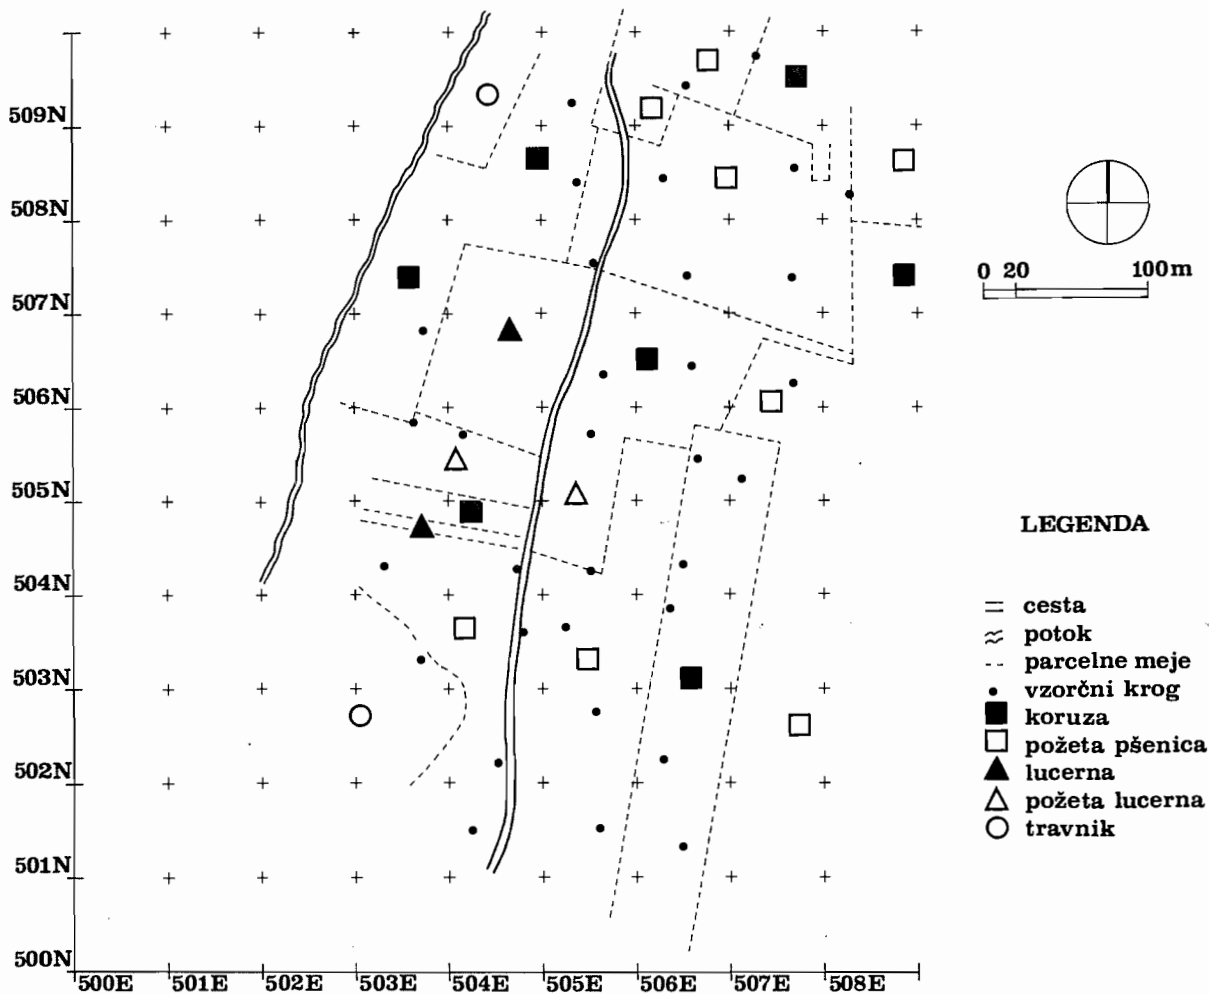 509N
508N
507N
506N
505N
504N
503N
502N
501N
500N
500E 501E 502E 503E 504E 505E 506E 507E 508E
0 20 100m
LEGENDA
cesta
potok
parcelne meje
vzorčni krog
koruza
požeta pšenica
lucerna
požeta lucerna
travnik